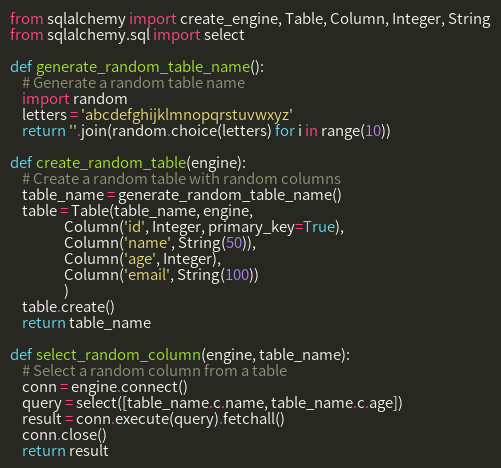 from sqlalchemy import create_engine, Table, Column, Integer, String
from sqlalchemy.sql import select

def generate_random_table_name():
    # Generate a random table name
    import random
    letters = 'abcdefghijklmnopqrstuvwxyz'
    return ''.join(random.choice(letters) for i in range(10))

def create_random_table(engine):
    # Create a random table with random columns
    table_name = generate_random_table_name()
    table = Table(table_name, engine,
                  Column('id', Integer, primary_key=True),
                  Column('name', String(50)),
                  Column('age', Integer),
                  Column('email', String(100))
                  )
    table.create()
    return table_name

def select_random_column(engine, table_name):
    # Select a random column from a table
    conn = engine.connect()
    query = select([table_name.c.name, table_name.c.age])
    result = conn.execute(query).fetchall()
    conn.close()
    return result